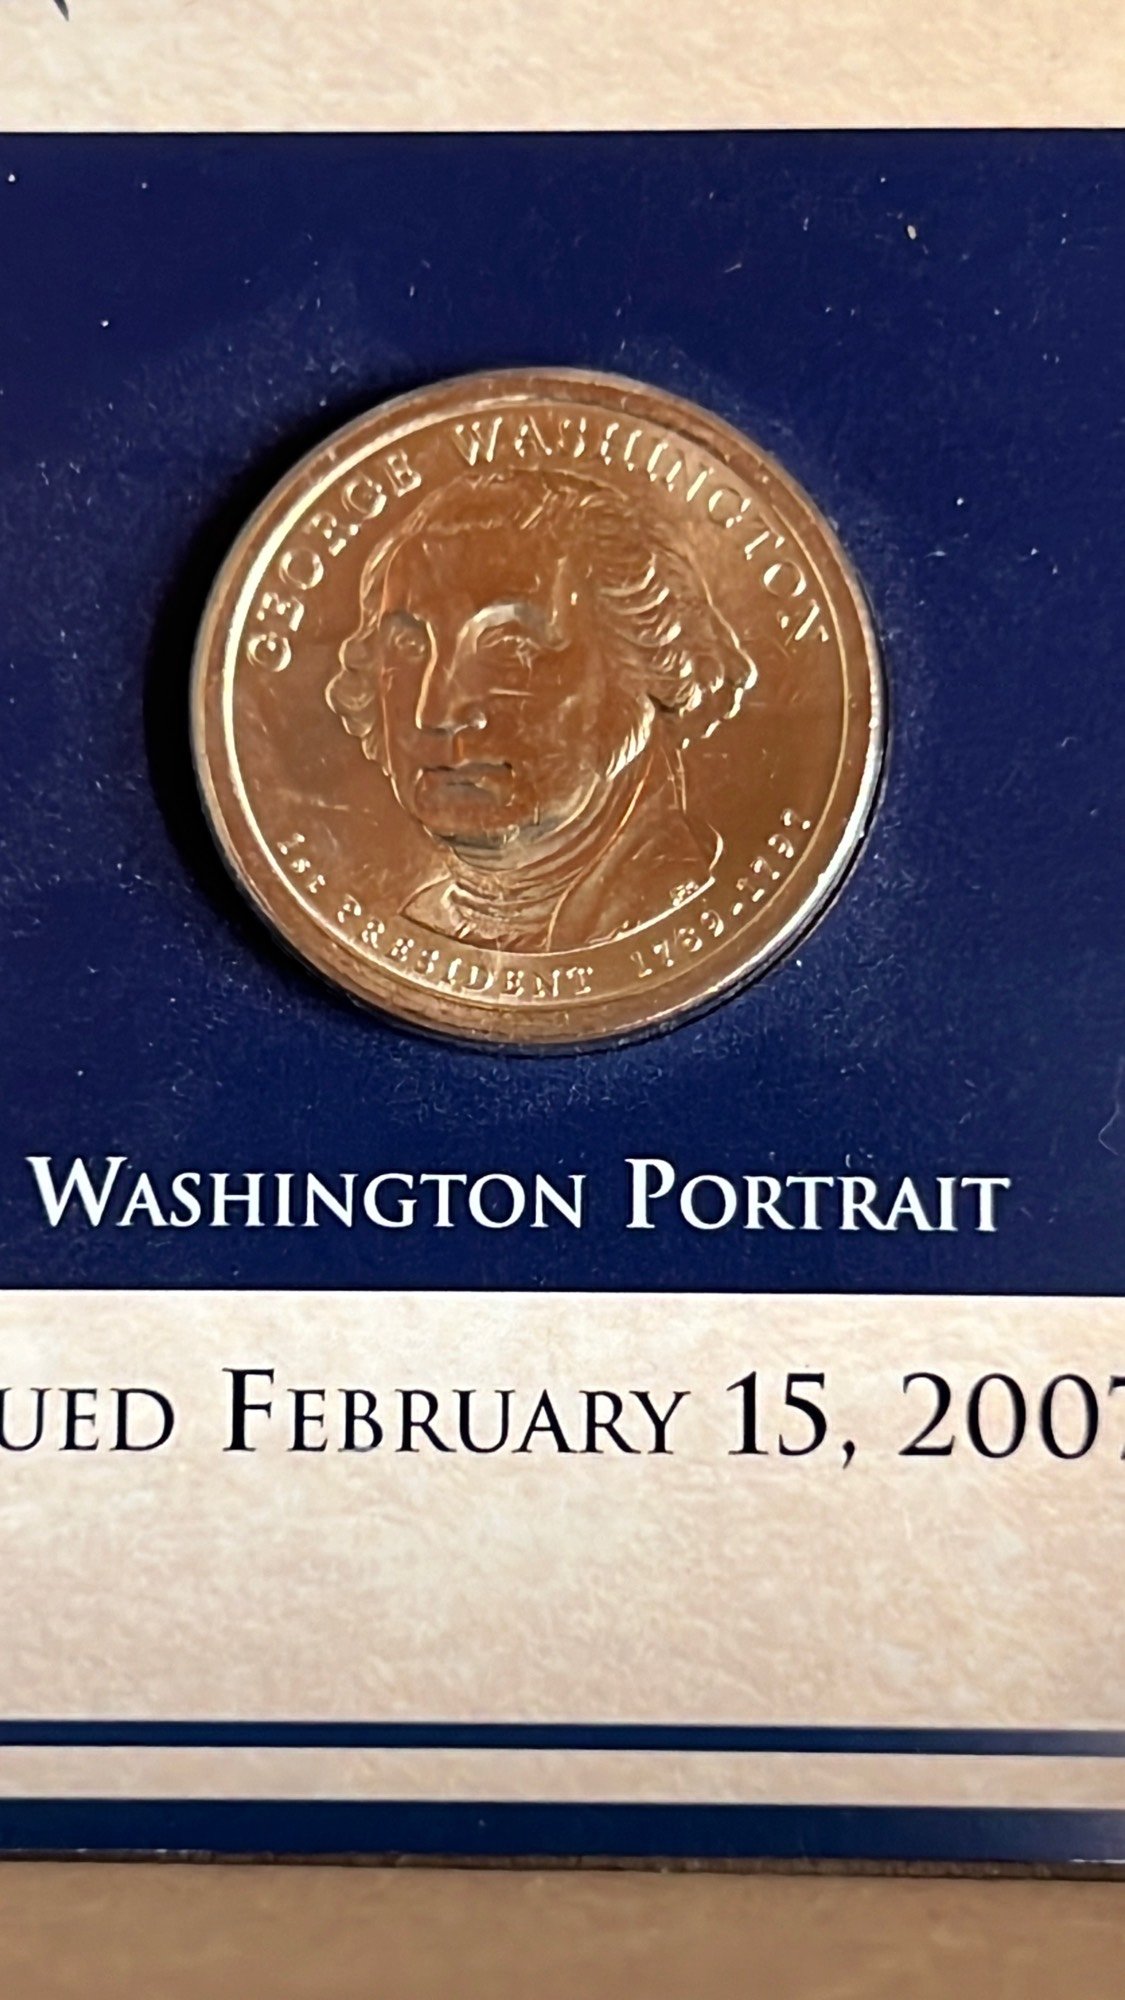 GEORGE WASHINGTON
1st PRESIDENT 1789-1797
WASHINGTON PORTRAIT
UED FEBRUARY 15, 2007